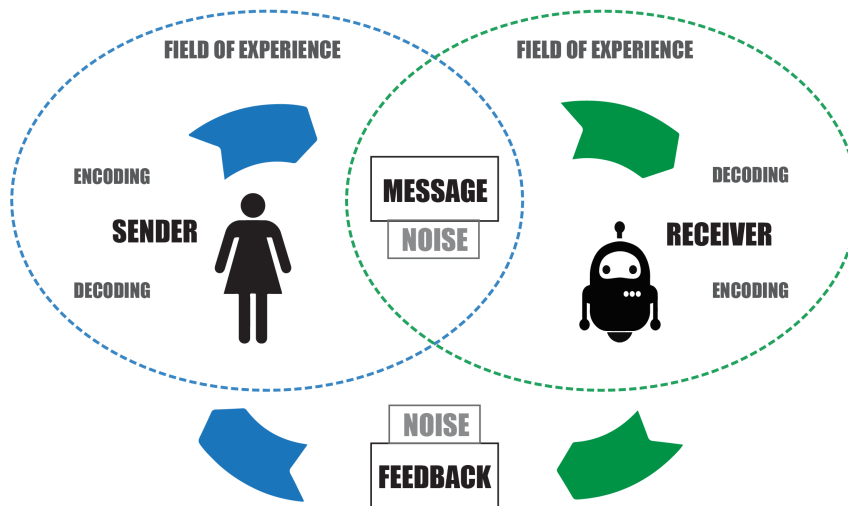 FIELD OF EXPERIENCE
FIELD OF EXPERIENCE
ENCODING
MESSAGE
DECODING
SENDER
NOISE
RECEIVER
DECODING
ENCODING
NOISE
FEEDBACK